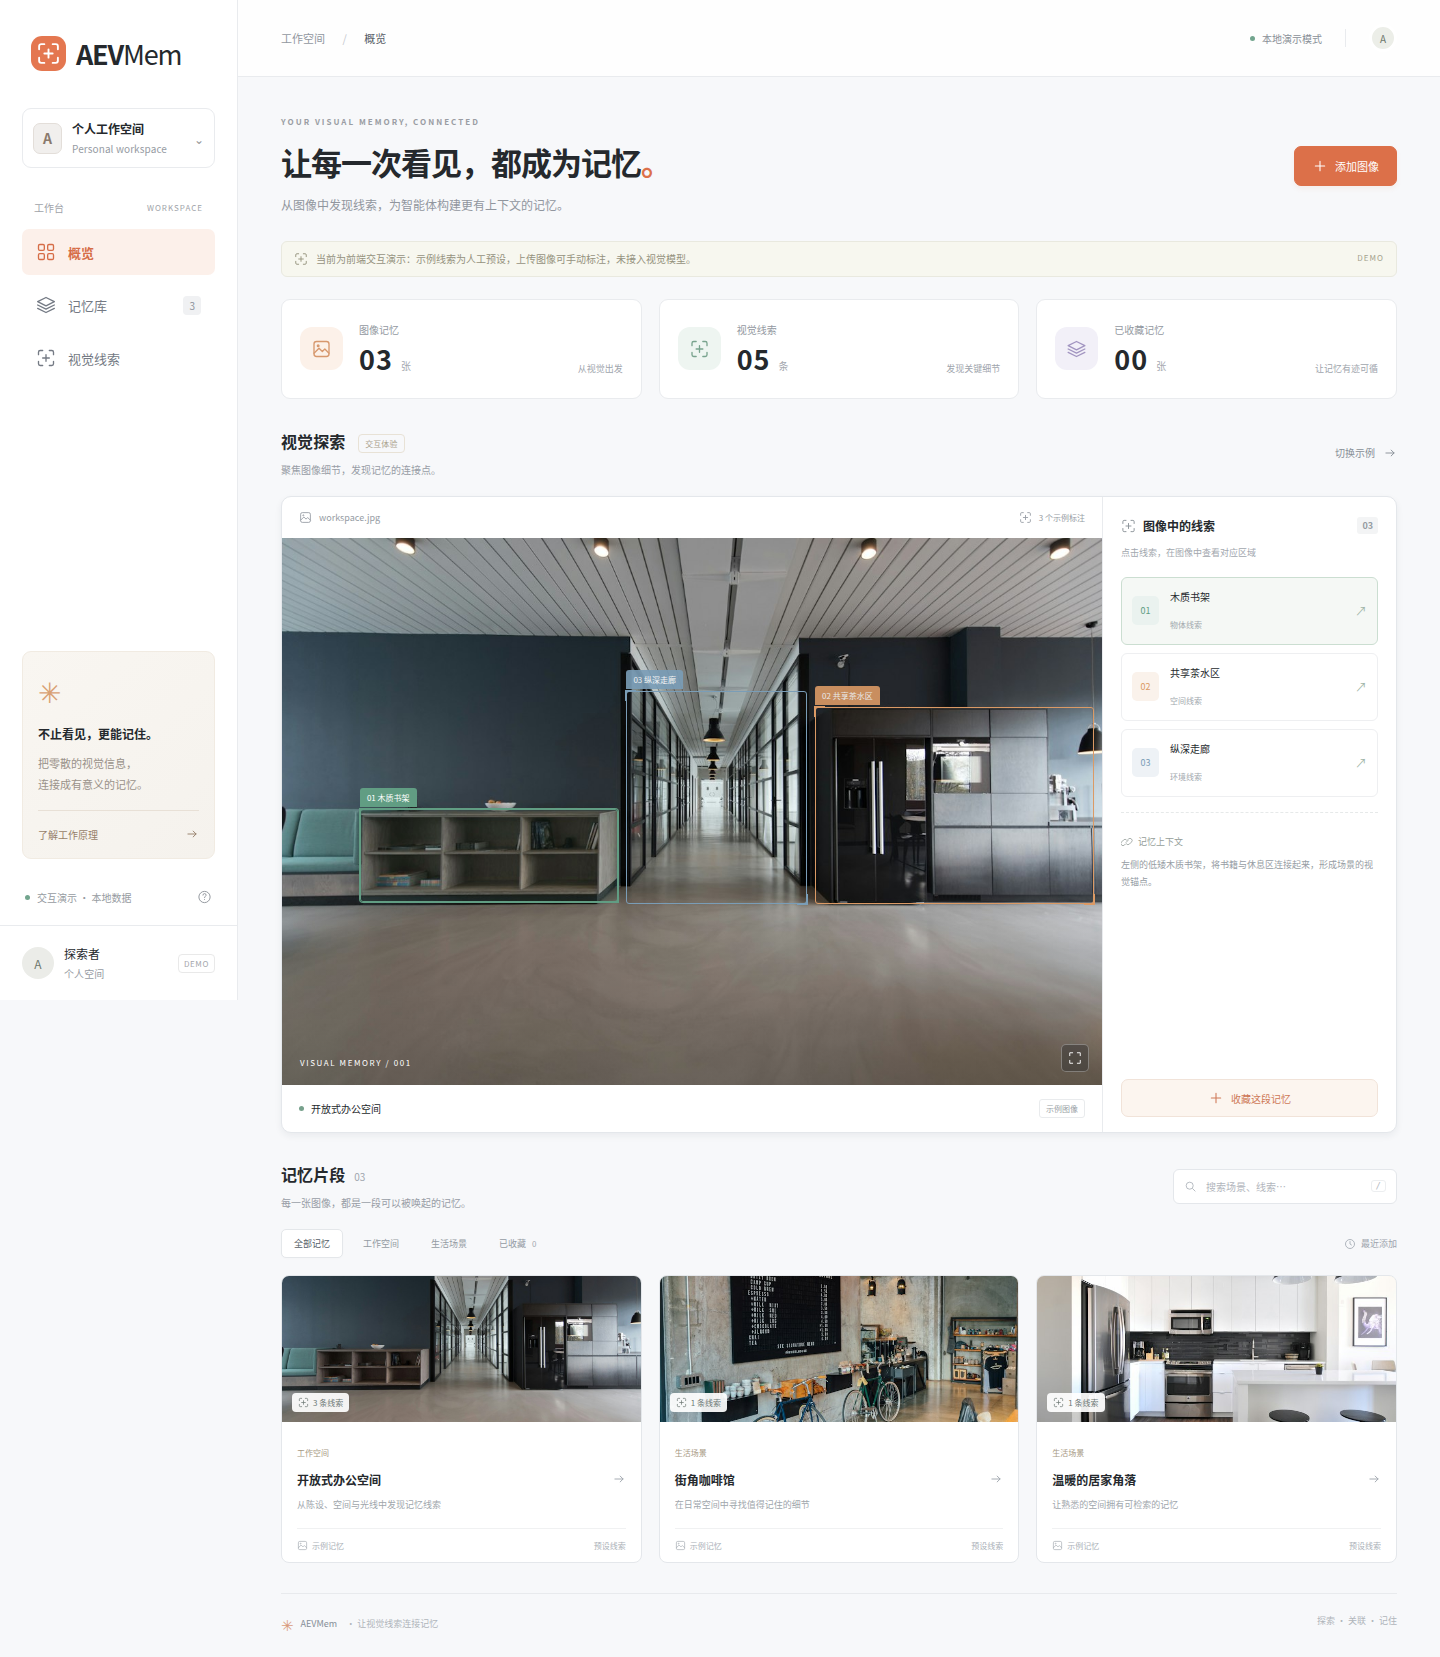 AEVMem
工作空间 / 概览
本地演示模式
A
A
个人工作空间
Personal workspace
工作台
WORKSPACE
概览
记忆库
3
视觉线索
不止看见，更能记住。
把零散的视觉信息，
连接成有意义的记忆。
了解工作原理
交互演示 · 本地数据
A
探索者
个人空间
DEMO
YOUR VISUAL MEMORY, CONNECTED
让每一次看见，都成为记忆。
从图像中发现线索，为智能体构建更有上下文的记忆。
添加图像
当前为前端交互演示：示例线索为人工预设，上传图像可手动标注，未接入视觉模型。
DEMO
图像记忆
03 张
从视觉出发
视觉线索
05 条
发现关键细节
已收藏记忆
00 张
让记忆有迹可循
视觉探索
交互体验
聚焦图像细节，发现记忆的连接点。
切换示例
workspace.jpg
3 个示例标注
03 纵深走廊
02 共享茶水区
01 木质书架
VISUAL MEMORY / 001
开放式办公空间
示例图像
图像中的线索
03
点击线索，在图像中查看对应区域
01
木质书架
物体线索
02
共享茶水区
空间线索
03
纵深走廊
环境线索
记忆上下文
左侧的低矮木质书架，将书籍与休息区连接起来，形成场景的视
觉锚点。
收藏这段记忆
记忆片段 03
每一张图像，都是一段可以被唤起的记忆。
搜索场景、线索…
/
全部记忆
工作空间
生活场景
已收藏 0
最近添加
3 条线索
工作空间
开放式办公空间
从陈设、空间与光线中发现记忆线索
示例记忆
预设线索
1 条线索
生活场景
街角咖啡馆
在日常空间中寻找值得记住的细节
示例记忆
预设线索
1 条线索
生活场景
温暖的居家角落
让熟悉的空间拥有可检索的记忆
示例记忆
预设线索
AEVMem · 让视觉线索连接记忆
探索 · 关联 · 记住